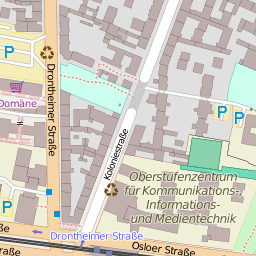 P
Domäne
Drontheimer
Straße
Koloniestraße
P
P
Oberstufenzentrum
für Kommunikations-,
Informations-
und Medientechnik
P
P
Drontheimer Straße
Osloer Straße